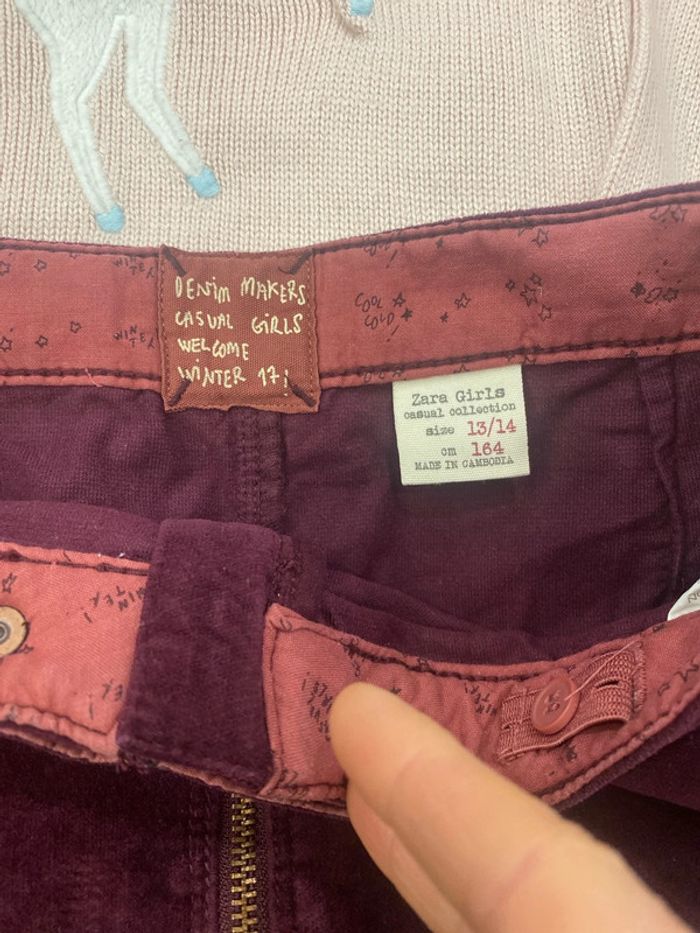 DENiM MAKERS
CASUAL GiRLS
WELCOME
WiNTER 17!
COOL
COLD!
Zara Girls
casual collection
size 13/14
cm 164
MADE IN CAMBODIA